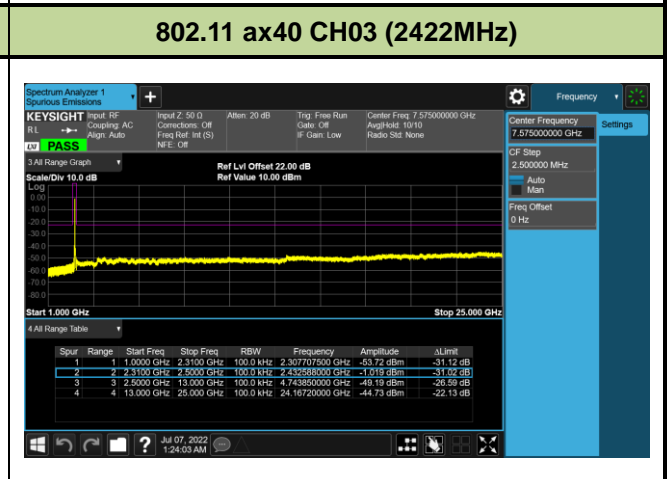 802.11 ax40 CH03 (2422MHz)
Spectrum Analyzer 1
Spurious Emissions
+
Frequency
KEYSIGHT
Input: RF
Coupling: AC
Align: Auto
Input Z: 50 Ω
Corrections: Off
Freq Ref: Int (S)
NFE: Off
Atten: 20 dB
Trig: Free Run
Gate: Off
IF Gain: Low
Center Freq: 7.575000000 GHz
Avg|Hold: 10/10
Radio Std: None
R L
LXI
PASS
Center Frequency
7.575000000 GHz
Settings
CF Step
2.500000 MHz
Auto
Man
Freq Offset
0 Hz
3 All Range Graph
Scale/Div 10.0 dB
Ref Lvl Offset 22.00 dB
Ref Value 10.00 dBm
Log
0.00
-10.0
-20.0
-30.0
-40.0
-50.0
-60.0
-70.0
-80.0
Start 1.000 GHz
Stop 25.000 GHz
4 All Range Table
Spur Range Start Freq Stop Freq RBW Frequency Amplitude ΔLimit
1 1 1.0000 GHz 2.3100 GHz 100.0 kHz 2.307707500 GHz -53.72 dBm -31.12 dB
2 2 2.3100 GHz 2.5000 GHz 100.0 kHz 2.432588000 GHz -1.019 dBm -31.02 dB
3 3 2.5000 GHz 13.000 GHz 100.0 kHz 4.743850000 GHz -49.19 dBm -26.59 dB
4 4 13.000 GHz 25.000 GHz 100.0 kHz 24.16720000 GHz -44.73 dBm -22.13 dB
?
Jul 07, 2022
1:24:03 AM